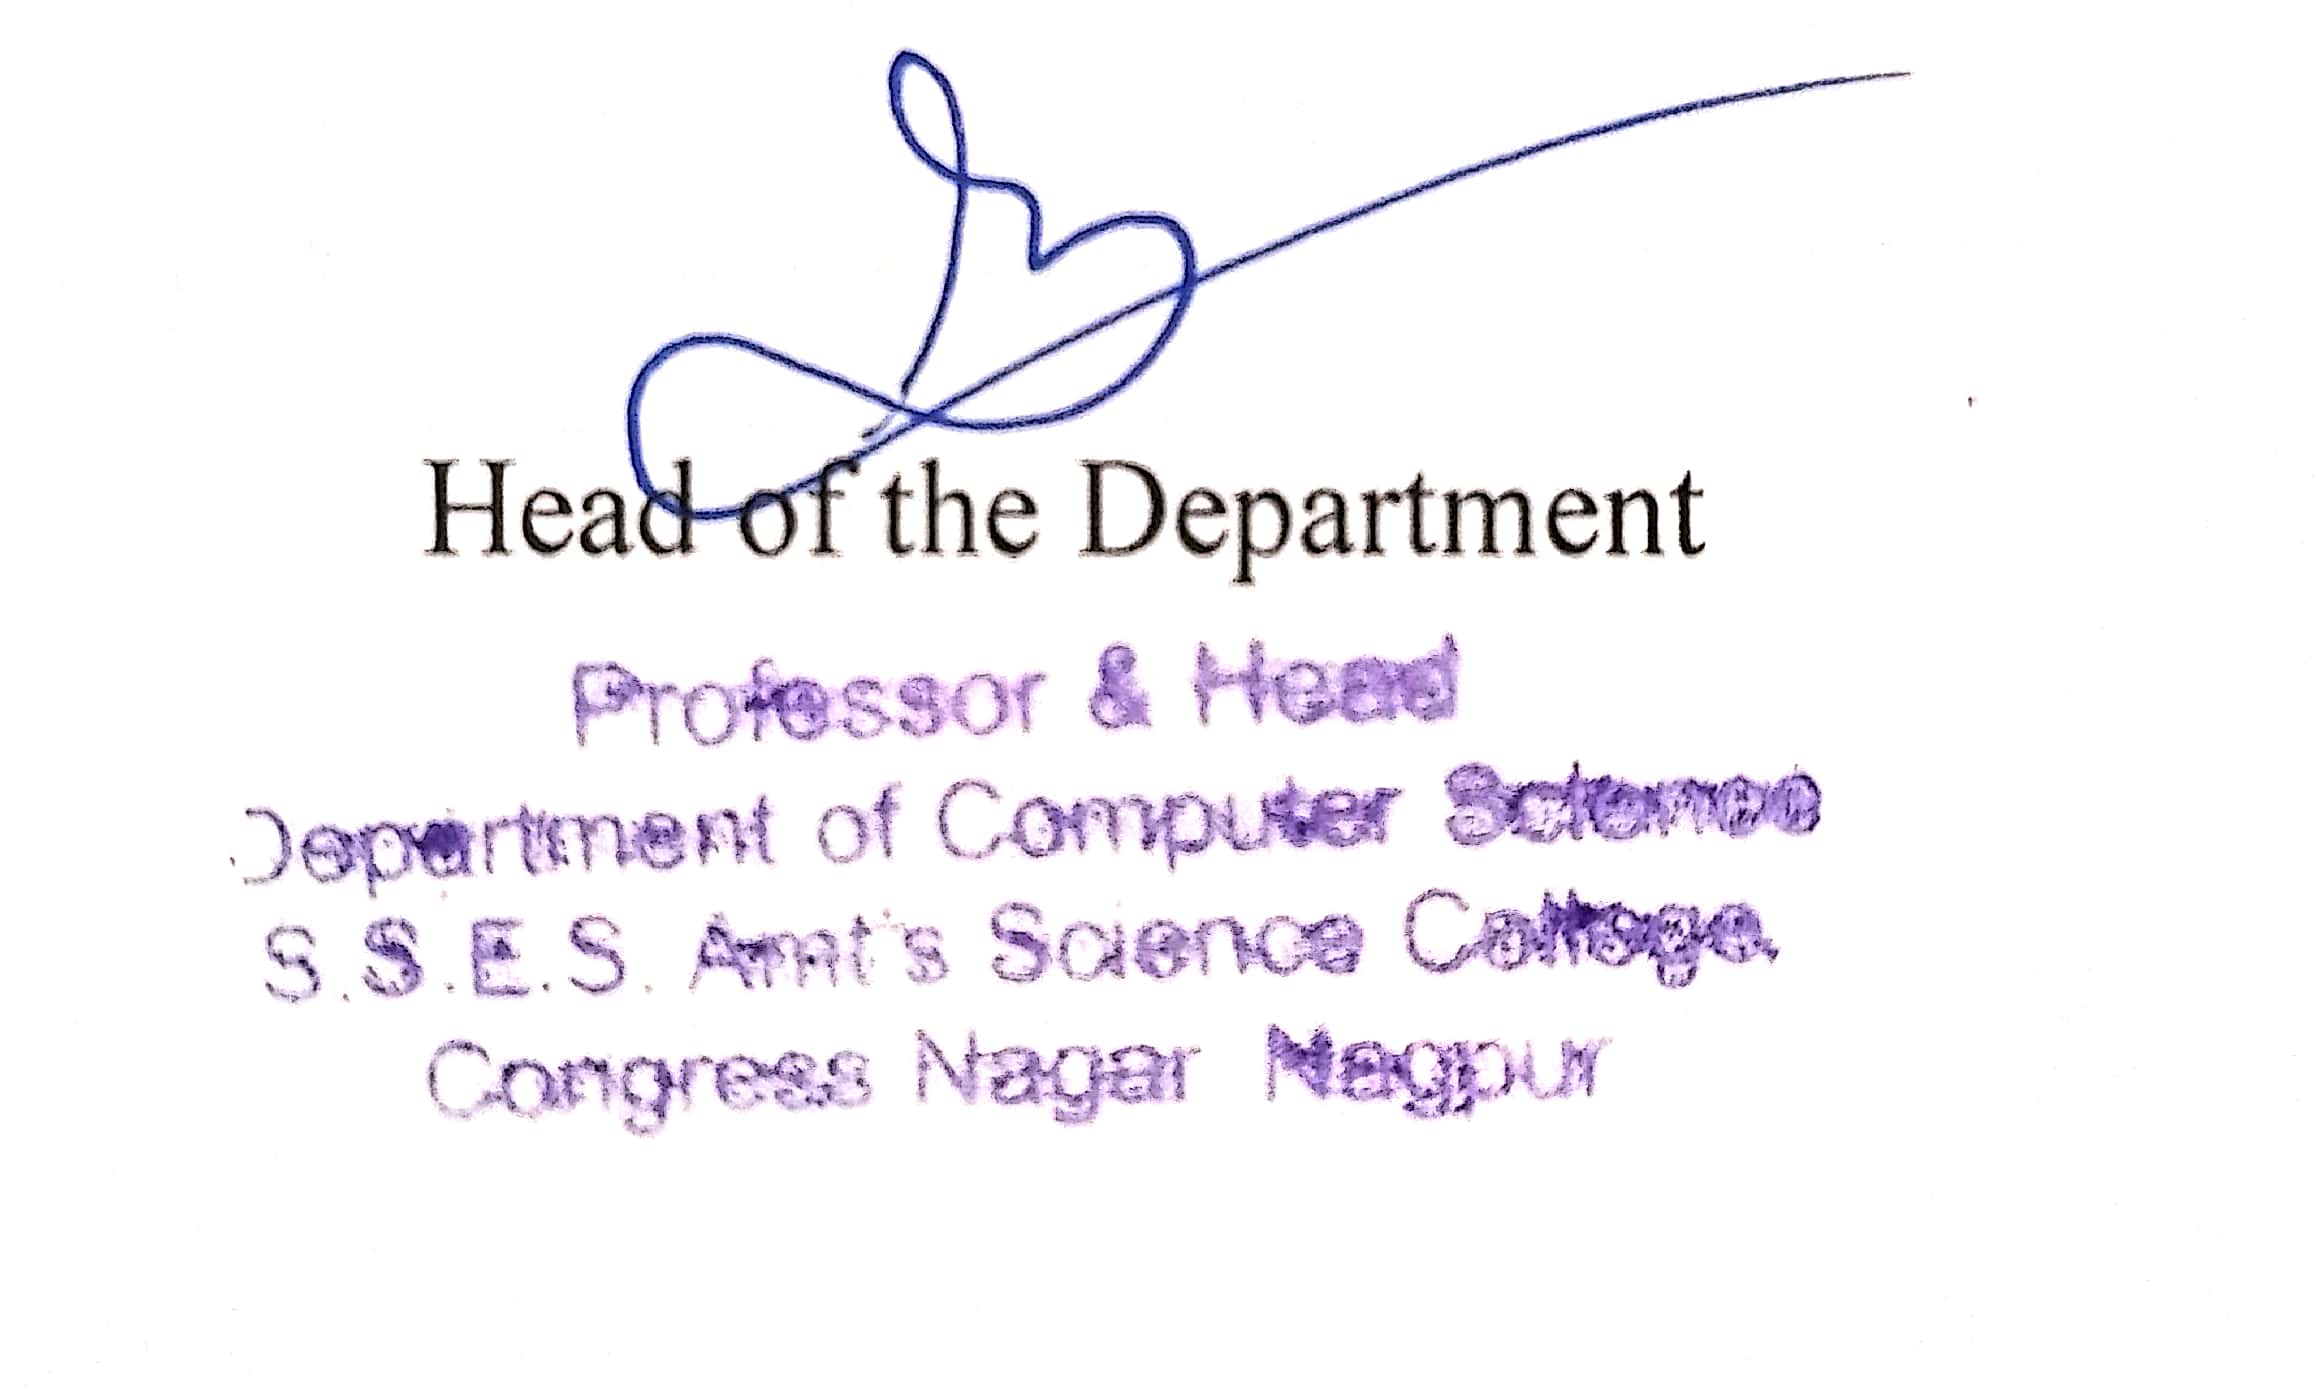 Head of the Department
Professor & Head
Department of Computer Science
S.S.E.S. Amt's Science College,
Congress Nagar Nagpur